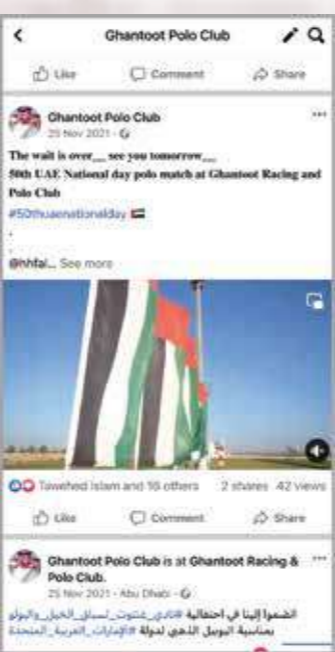 Ghantoot Polo Club
Like Comment Share
Ghantoot Polo Club
25 Nov 2021
The wait is over__ see you tomorrow__
50th UAE National day polo match at Ghantoot Racing and
Polo Club
#50thuaenationalday 🇦🇪
.
.
@hhfal... See more
Tawehed Islam and 16 others 2 shares 42 views
Like Comment Share
Ghantoot Polo Club is at Ghantoot Racing &
Polo Club.
25 Nov 2021 · Abu Dhabi
انضموا إلينا في احتفالية #نادي_غنتوت_لسباق_الخيل_والبولو
بمناسبة اليوبيل الذهبي لدولة #الإمارات_العربية_المتحدة